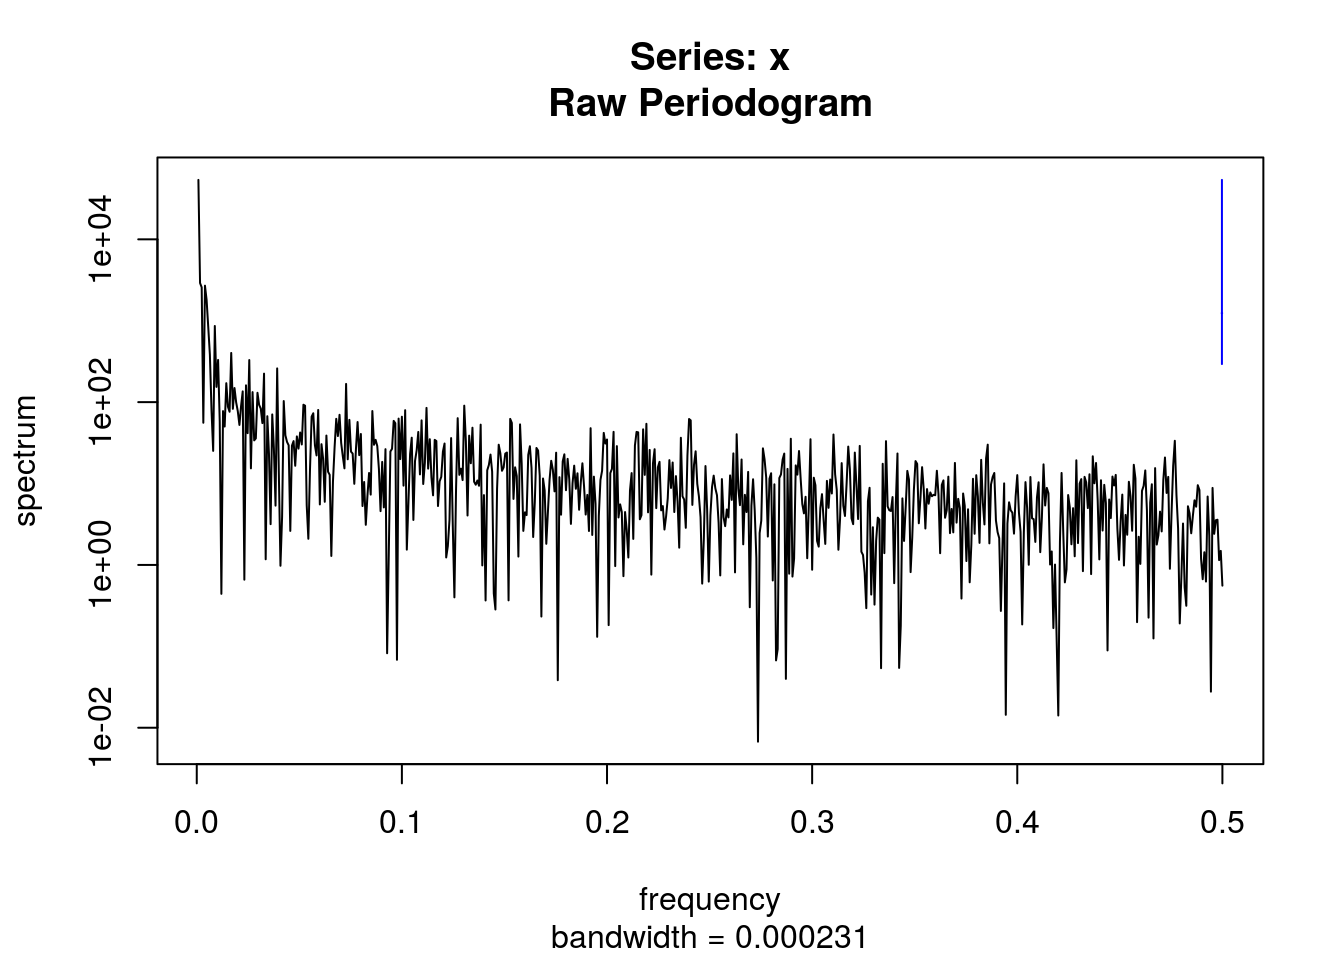 Series: x
Raw Periodogram
spectrum
1e+04
1e+02
1e+00
1e-02
0.0
0.1
0.2
0.3
0.4
0.5
frequency
bandwidth = 0.000231